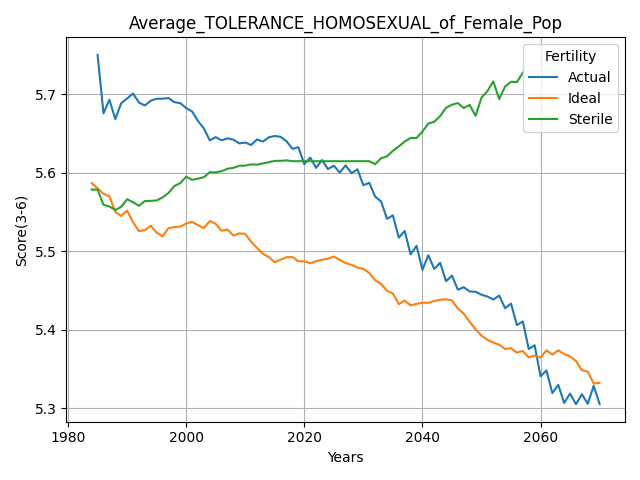 Average_TOLERANCE_HOMOSEXUAL_of_Female_Pop
Fertility
Actual
Ideal
Sterile
Score(3-6)
5.7
5.6
5.5
5.4
5.3
1980 2000 2020 2040 2060
Years